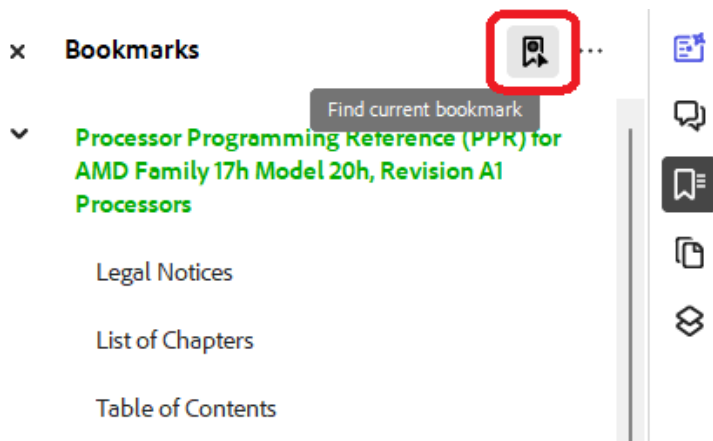 Bookmarks
Find current bookmark
Processor Programming Reference (PPR) for
AMD Family 17h Model 20h, Revision A1
Processors
Legal Notices
List of Chapters
Table of Contents